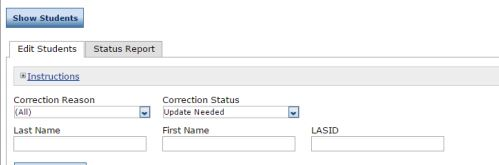 Show Students
Edit Students Status Report
Instructions
Correction Reason Correction Status
(All) Update Needed
Last Name First Name LASID